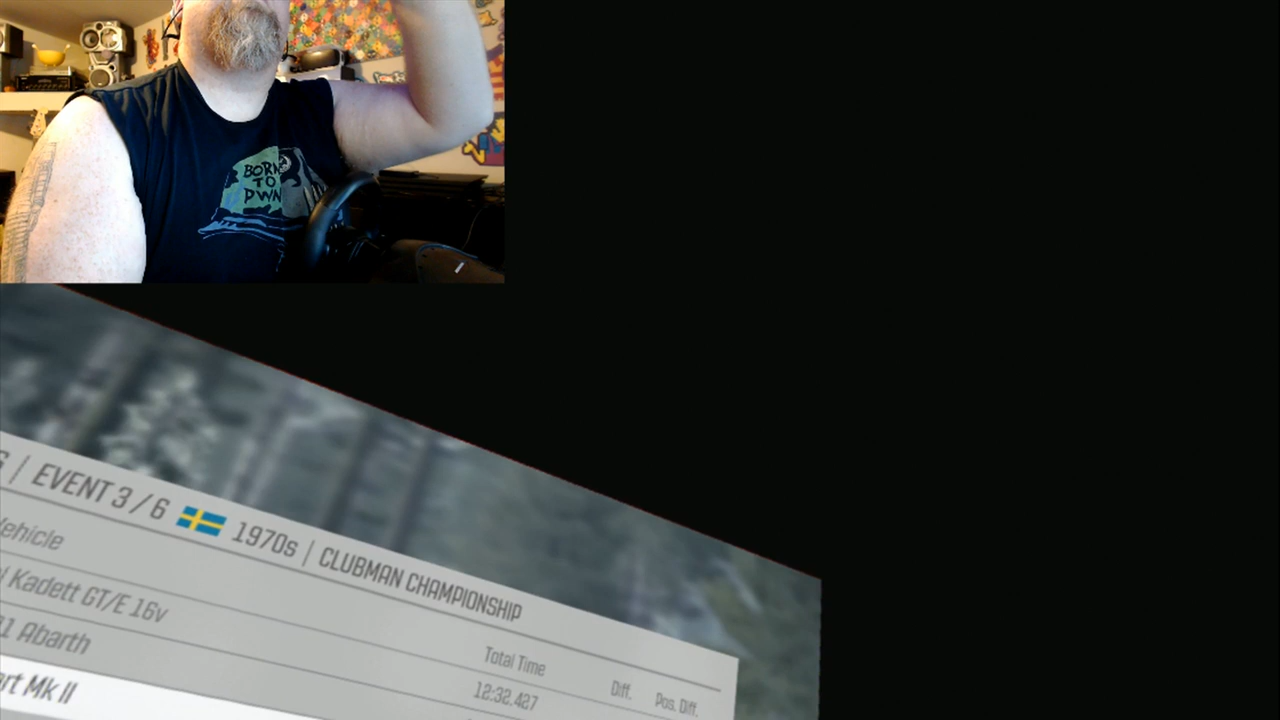 BORN
TO
PWN
| EVENT 3 / 6 1970s | CLUBMAN CHAMPIONSHIP
Vehicle
Total Time Diff. Pos. Diff.
Kadett GT/E 16v
12:32.427
Abarth
Mk II